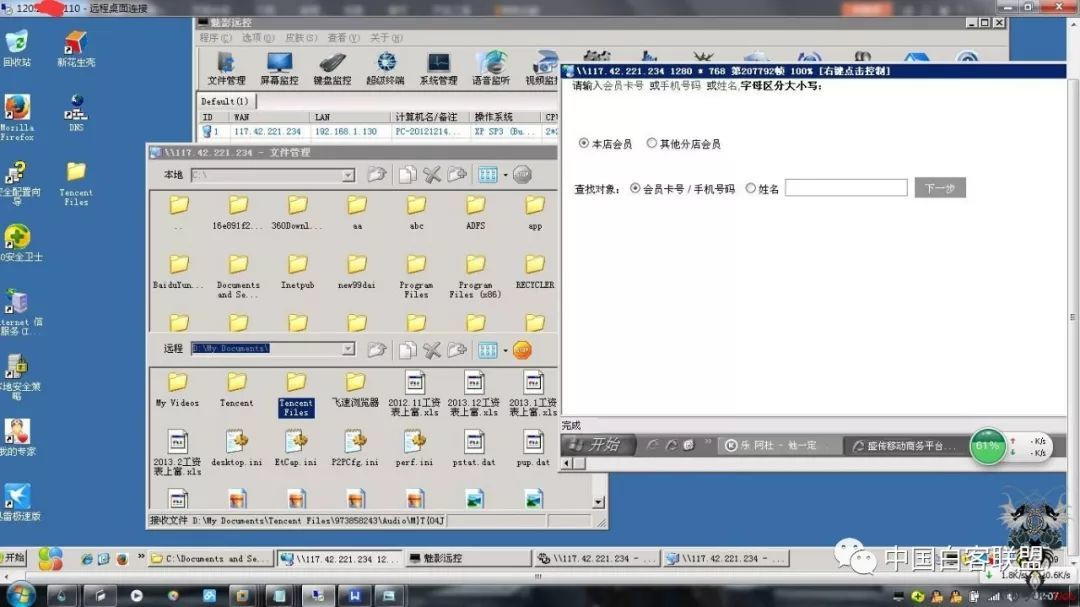 110 - 远程桌面连接
回收站
新花生壳
Mozilla
Firefox
DNS
安全配置向
导
Tencent
Files
安全卫士
Internet 信
息服务(I...
本地安全策
略
我的专家
迅雷极速版
魅影远控
程序(C) 选项(O) 皮肤(S) 查看(V) 关于(H)
文件管理 屏幕监控 键盘监控 超级终端 系统管理 语音监听 视频监控
Default(1)
ID WAN LAN 计算机名/备注 操作系统 CPU
1 117.42.221.234 192.168.1.130 PC-20121214... XP SP3 (Bu...
\\117.42.221.234 - 文件管理
本地 C:\
..
16e891f2... 360Downl... aa abc ADFS app
BaiduYun... Documents and Se... Inetpub new99dai Program Files Program Files (x86) RECYCLER
远程 D:\My Documents\
My Videos Tencent Tencent Files 飞速浏览器 2012.11工资表上富.xls 2013.12工资表上富.xls 2013.1工资表上富.xls
2013.2工资表上富.xls desktop.ini EtCap.ini P2PCfg.ini perf.ini pstat.dat pup.dat
接收文件 D:\My Documents\Tencent Files\973858243\Audio\M}T{04J
\\117.42.221.234 1280 * 768 第207792帧 100% [右键点击控制]
请输入会员卡号 或手机号码 或姓名,字母区分大小写:
本店会员 其他分店会员
查找对象: 会员卡号 / 手机号码 姓名 下一步
完成
开始 乐 阿杜 - 他一定... 盛传移动商务平台...
61% - K/s
- K/s
开始 C:\Documents and Se... \\117.42.221.234 12... 魅影远控 \\117.42.221.234 -... \\117.42.221.234 -...
中国白客联盟
1.8K/s
12:07